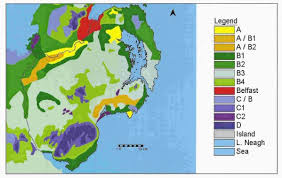 Legend
A
A / B1
A / B2
B1
B2
B3
B4
Belfast
C / B
C1
C2
D
Island
L. Neagh
Sea